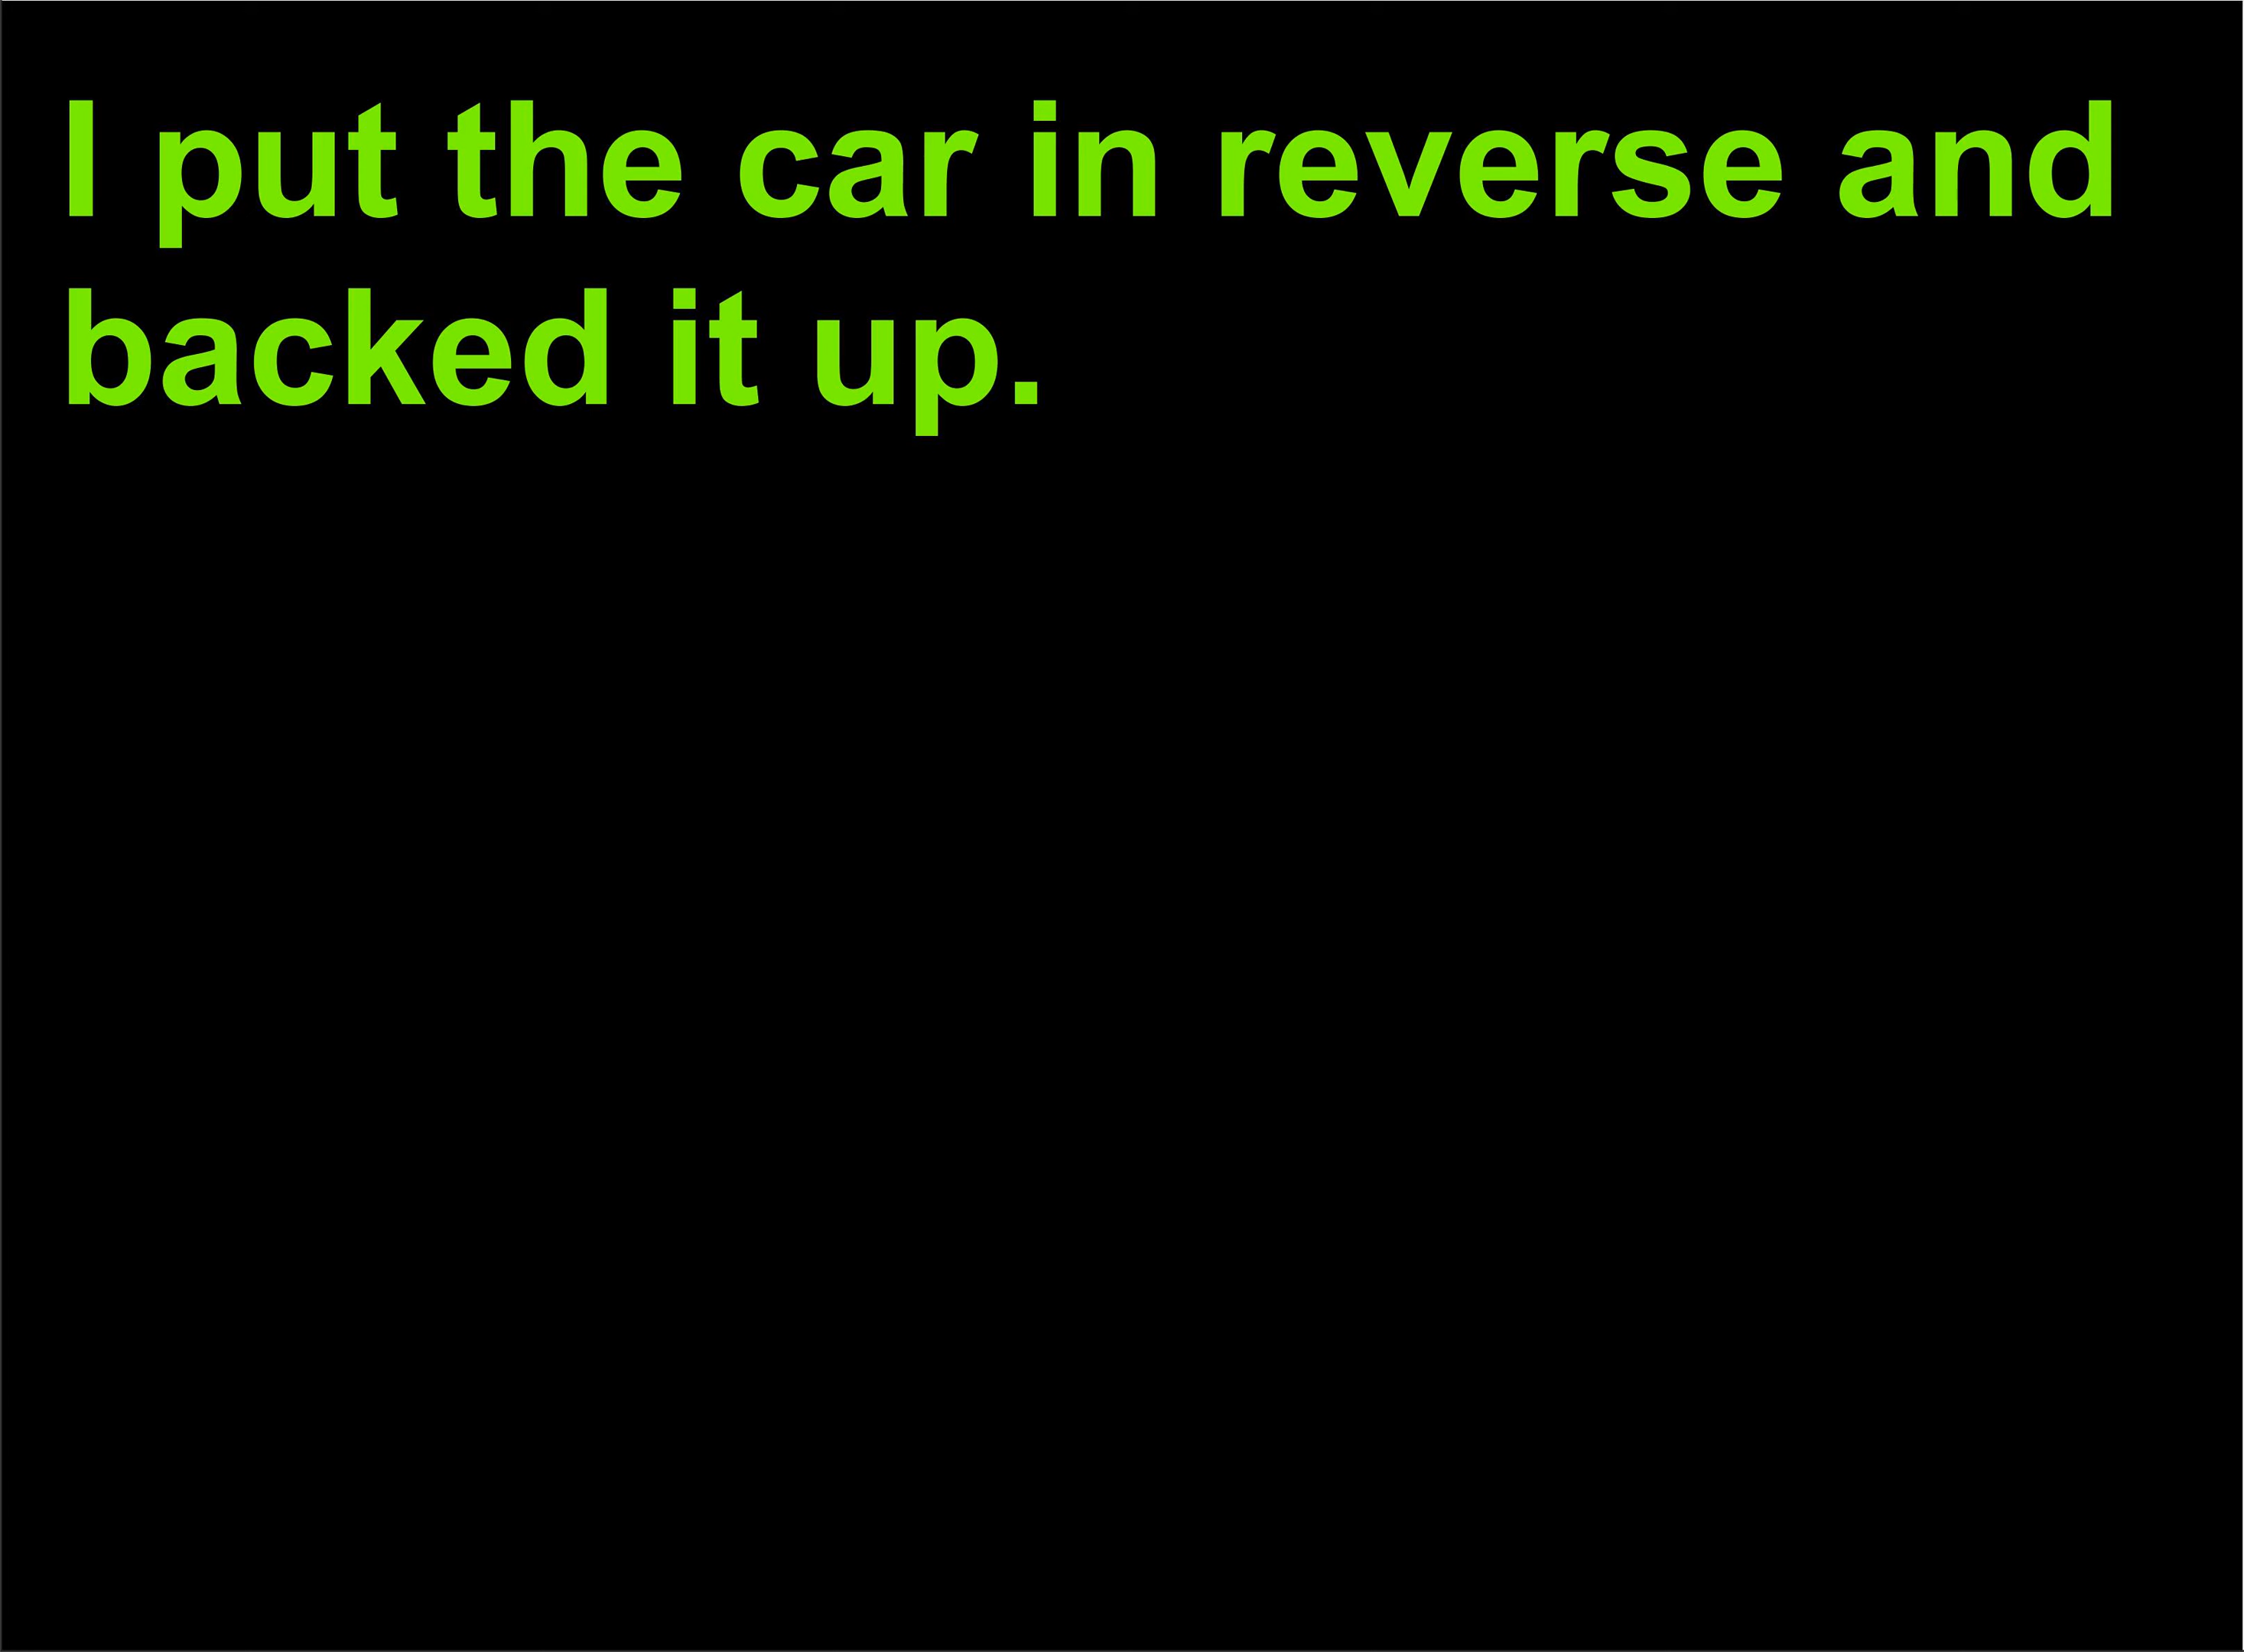 I put the car in reverse and
backed it up.